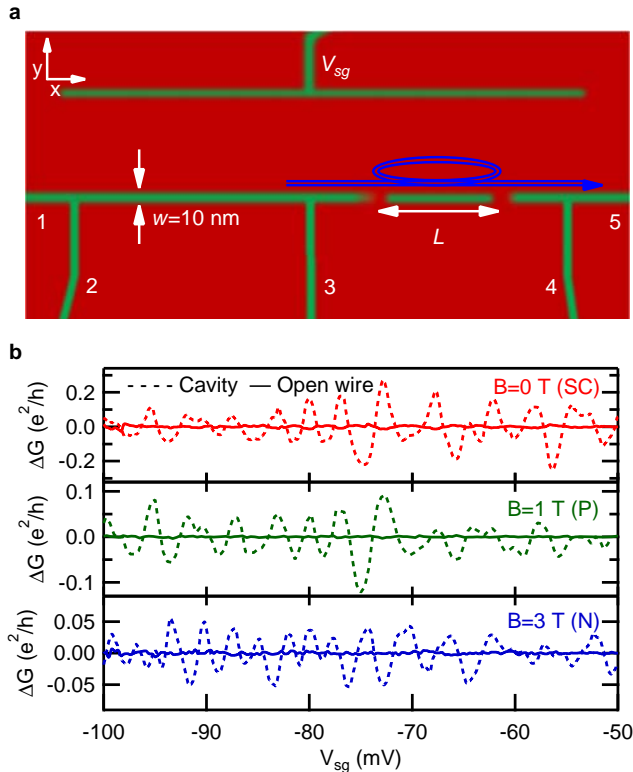 a
y
x
V_sg
1
w=10 nm
L
5
2
3
4
b
Cavity
Open wire
B=0 T (SC)
ΔG (e²/h)
0.2
0.0
-0.2
B=1 T (P)
ΔG (e²/h)
0.1
0.0
-0.1
B=3 T (N)
ΔG (e²/h)
0.05
0.00
-0.05
-100
-90
-80
-70
-60
-50
V_sg (mV)